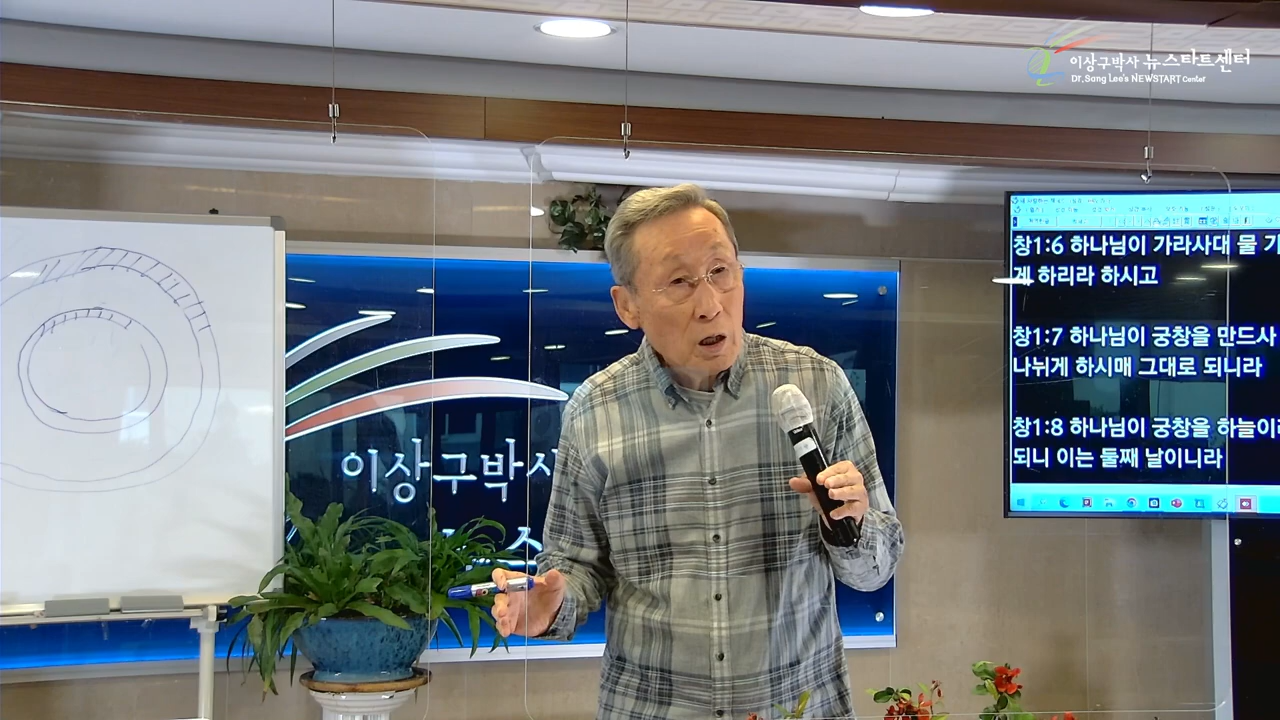 이상구박사 뉴스타트센터
Dr. Sang Lee's NEWSTART Center
창1:6 하나님이 가라사대 물
게 하리라 하시고
창1:7 하나님이 궁창을 만드사
나뉘게 하시매 그대로 되니라
창1:8 하나님이 궁창을 하늘이라
되니 이는 둘째 날이니라
이상구박사